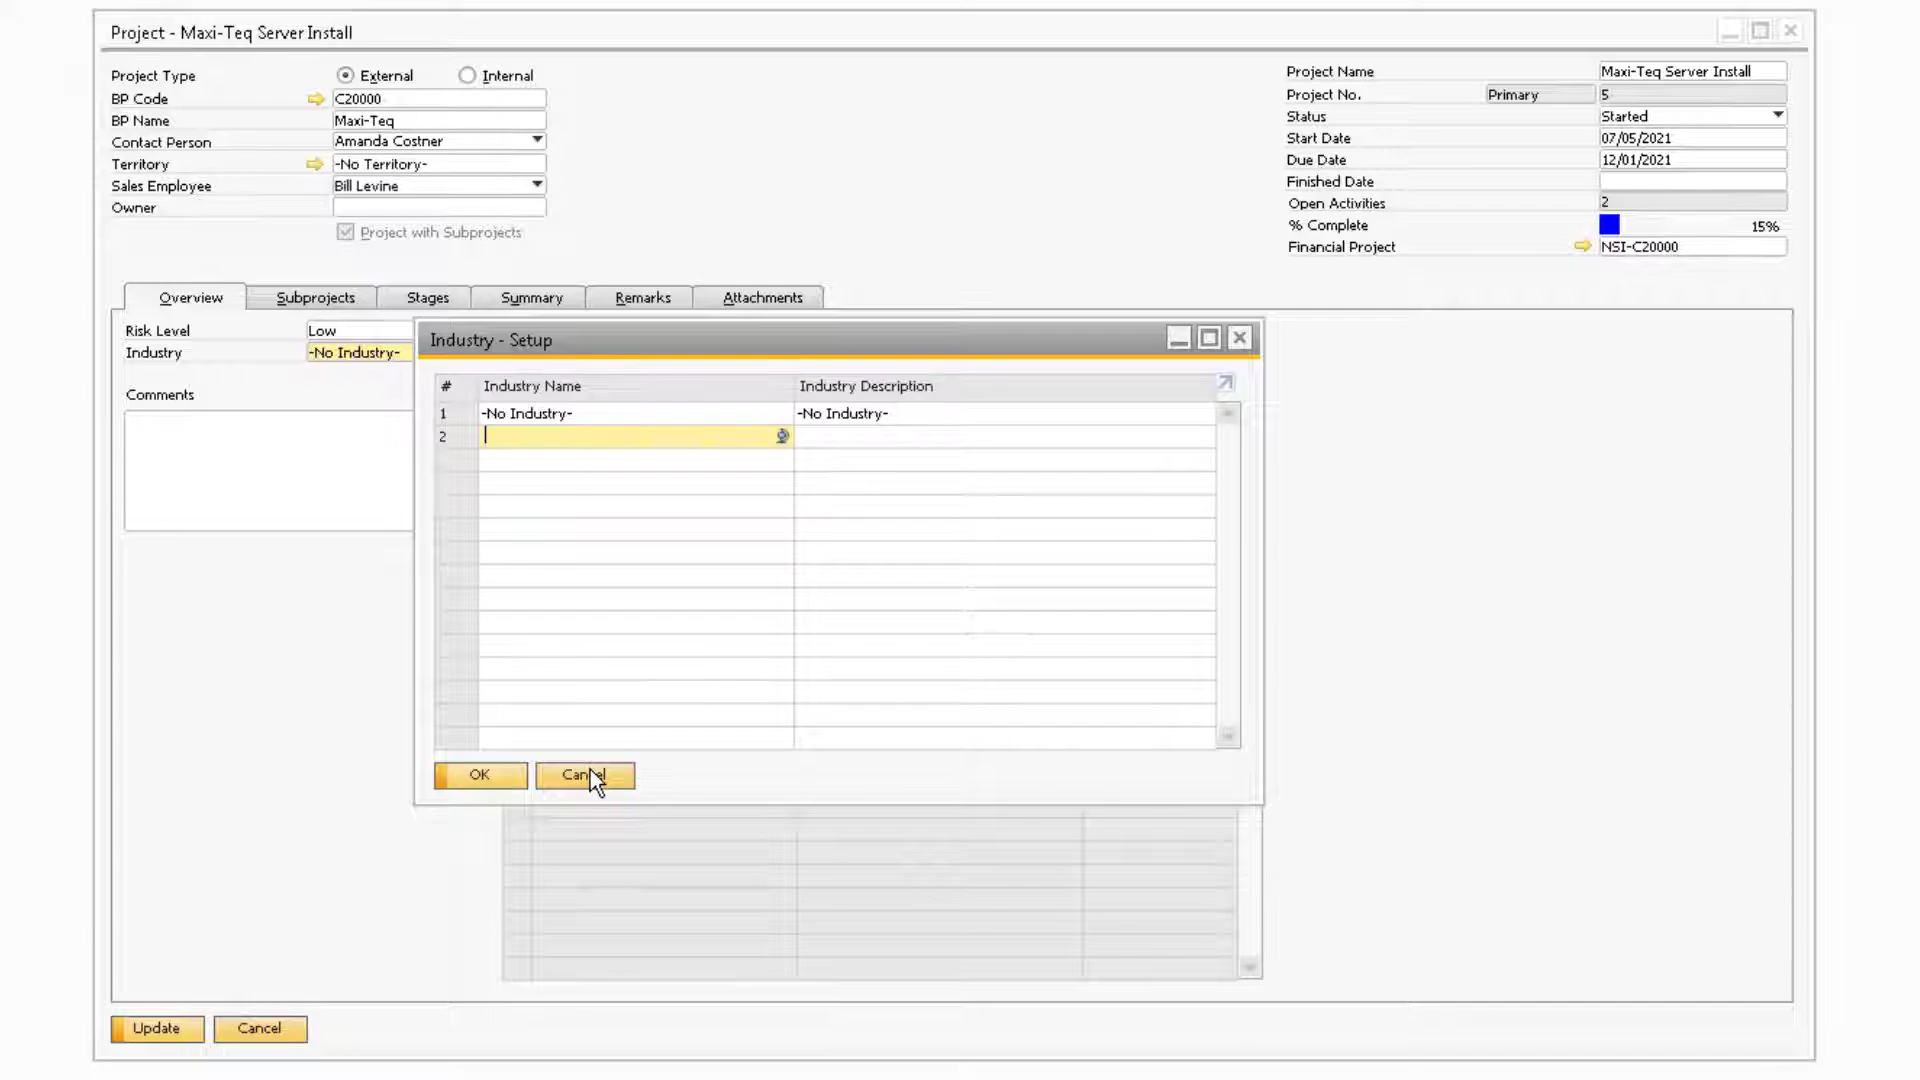 Project - Maxi-Teq Server Install
Project Type External Internal
BP Code C20000
BP Name Maxi-Teq
Contact Person Amanda Costner
Territory -No Territory-
Sales Employee Bill Levine
Owner
Project with Subprojects
Project Name Maxi-Teq Server Install
Project No. Primary 5
Status Started
Start Date 07/05/2021
Due Date 12/01/2021
Finished Date
Open Activities 2
% Complete 15%
Financial Project NSI-C20000
Overview Subprojects Stages Summary Remarks Attachments
Risk Level Low
Industry -No Industry-
Comments
Industry - Setup
# Industry Name Industry Description
1 -No Industry- -No Industry-
2
OK Cancel
Update Cancel